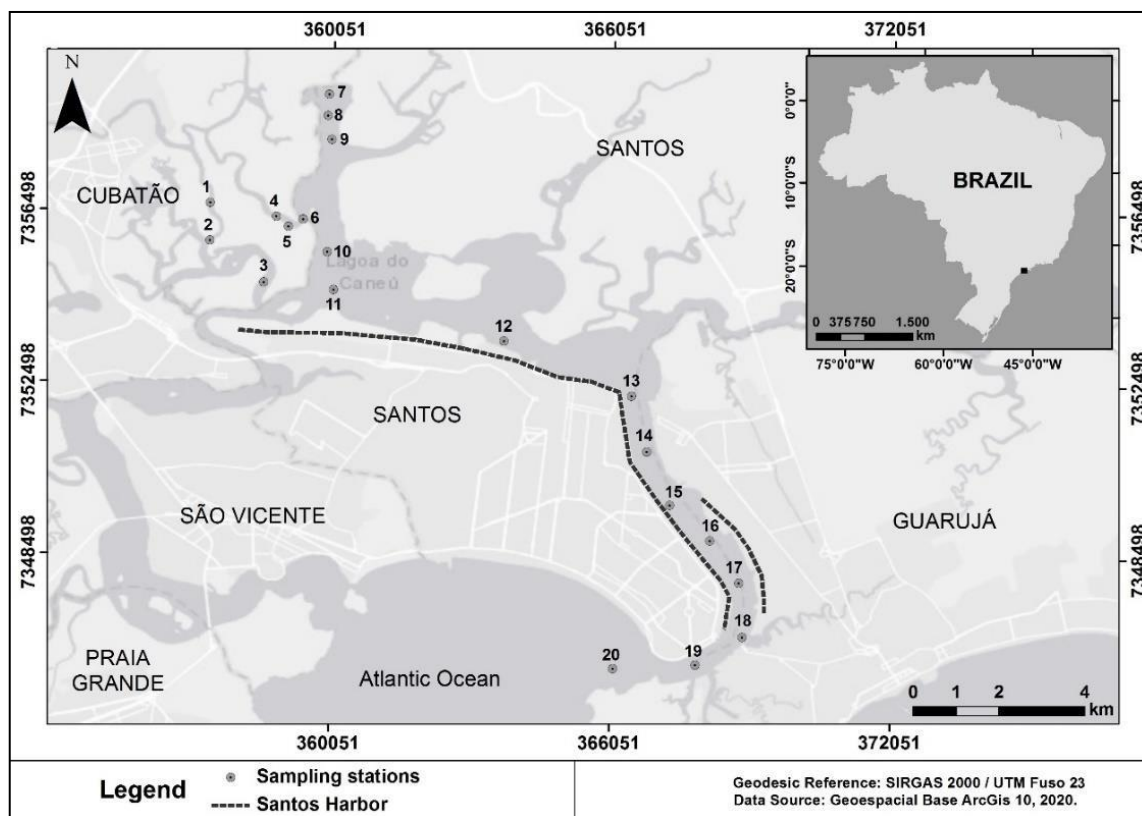 360051
366051
372051
N
7
8
9
SANTOS
CUBATÃO
1
4
6
2
5
3
10
Lagoa do
Caneú
11
12
7356498
7356498
BRAZIL
0°0'0"
10°0'0"S
20°0'0"S
0 375 750 1.500
km
75°0'0"W
60°0'0"W
45°0'0"W
7352498
7352498
13
SANTOS
14
15
SÃO VICENTE
16
GUARUJÁ
7348498
7348498
17
18
PRAIA
GRANDE
Atlantic Ocean
20
19
0 1 2 4
km
360051
366051
372051
Legend
Sampling stations
Santos Harbor
Geodesic Reference: SIRGAS 2000 / UTM Fuso 23
Data Source: Geoespacial Base ArcGis 10, 2020.